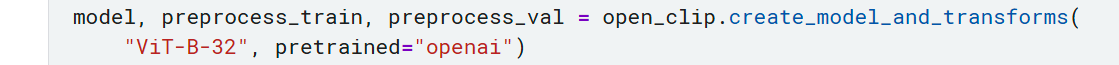 model, preprocess_train, preprocess_val = open_clip.create_model_and_transforms(
    "ViT-B-32", pretrained="openai")